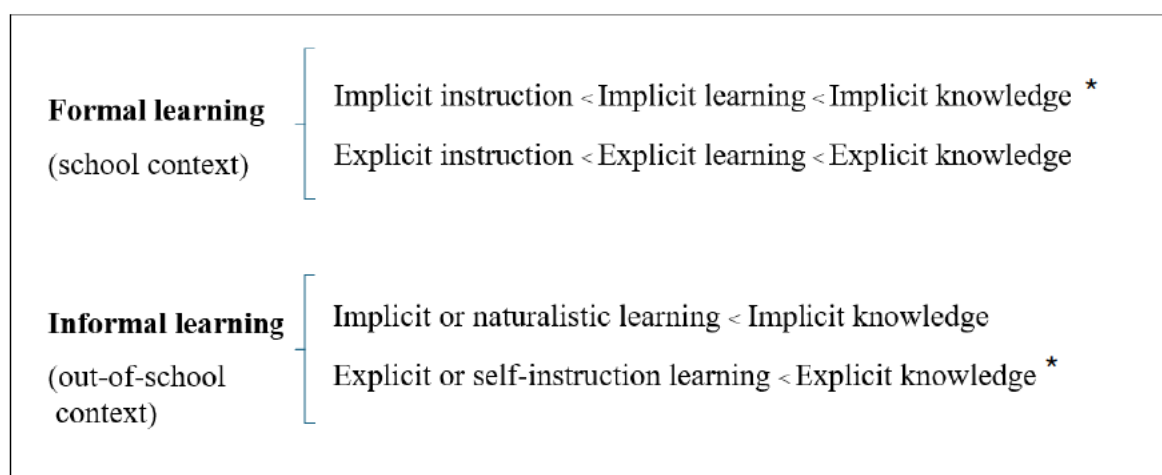 Formal learning
(school context)
Implicit instruction < Implicit learning < Implicit knowledge *
Explicit instruction < Explicit learning < Explicit knowledge
Informal learning
(out-of-school
context)
Implicit or naturalistic learning < Implicit knowledge
Explicit or self-instruction learning < Explicit knowledge *